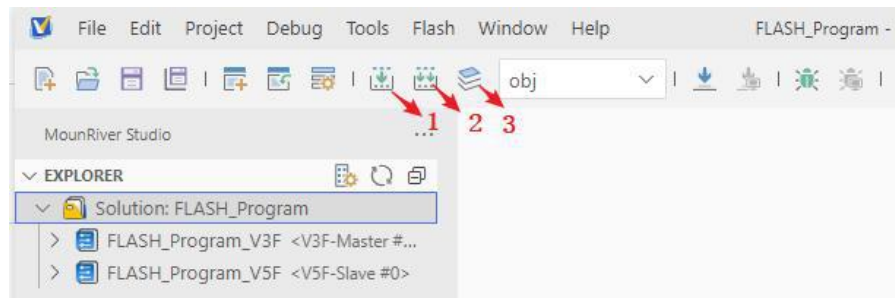 File Edit Project Debug Tools Flash Window Help FLASH_Program -
obj
1 2 3
MounRiver Studio ...
EXPLORER
Solution: FLASH_Program
FLASH_Program_V3F <V3F-Master #...
FLASH_Program_V5F <V5F-Slave #0>